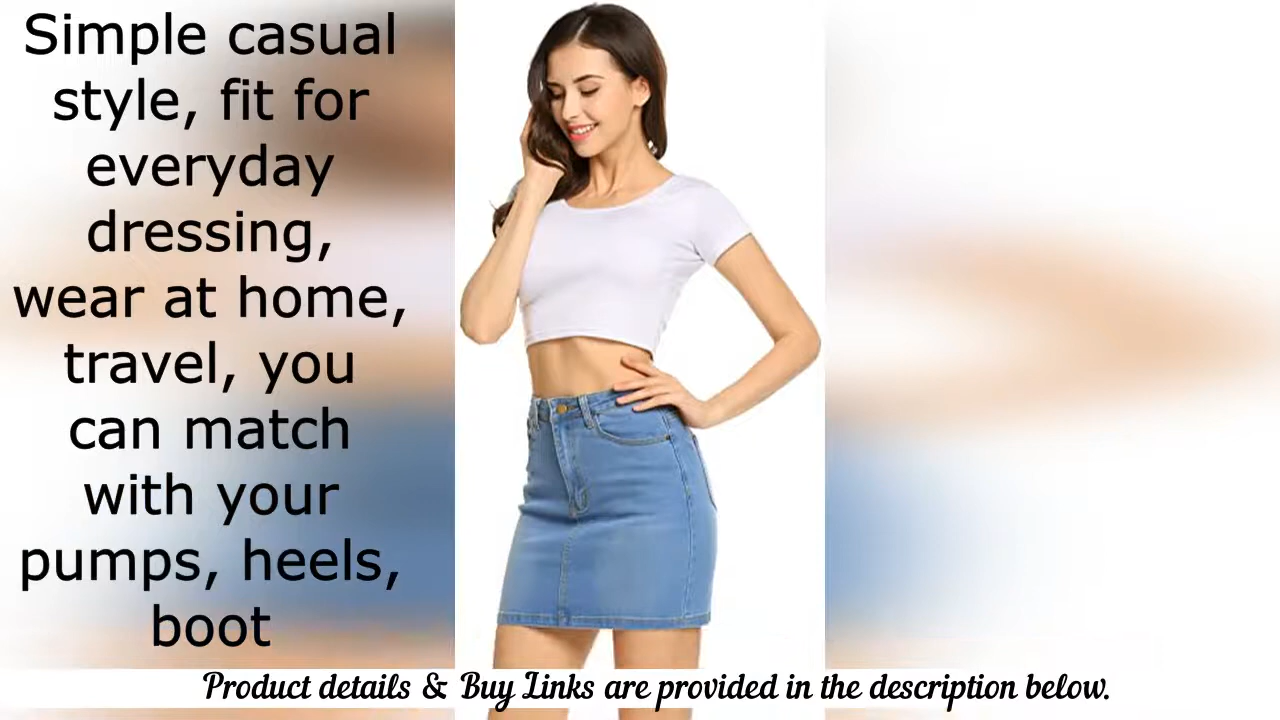 Simple casual
style, fit for
everyday
dressing,
wear at home,
travel, you
can match
with your
pumps, heels,
boot
Product details & Buy Links are provided in the description below.